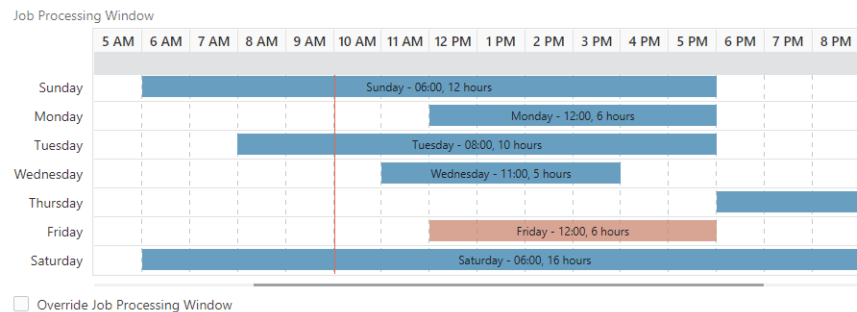 Job Processing Window
5 AM 6 AM 7 AM 8 AM 9 AM 10 AM 11 AM 12 PM 1 PM 2 PM 3 PM 4 PM 5 PM 6 PM 7 PM 8 PM
Sunday Sunday - 06:00, 12 hours
Monday Monday - 12:00, 6 hours
Tuesday Tuesday - 08:00, 10 hours
Wednesday Wednesday - 11:00, 5 hours
Thursday
Friday Friday - 12:00, 6 hours
Saturday Saturday - 06:00, 16 hours
Override Job Processing Window